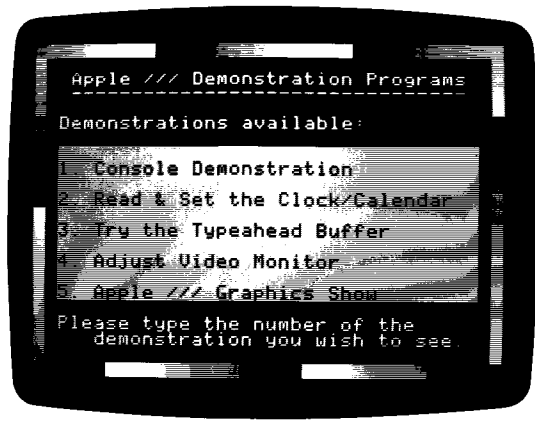 Apple /// Demonstration Programs
Demonstrations available:
1. Console Demonstration
2. Read & Set the Clock/Calendar
3. Try the Typeahead Buffer
4. Adjust Video Monitor
5. Apple /// Graphics Show
Please type the number of the
demonstration you wish to see.